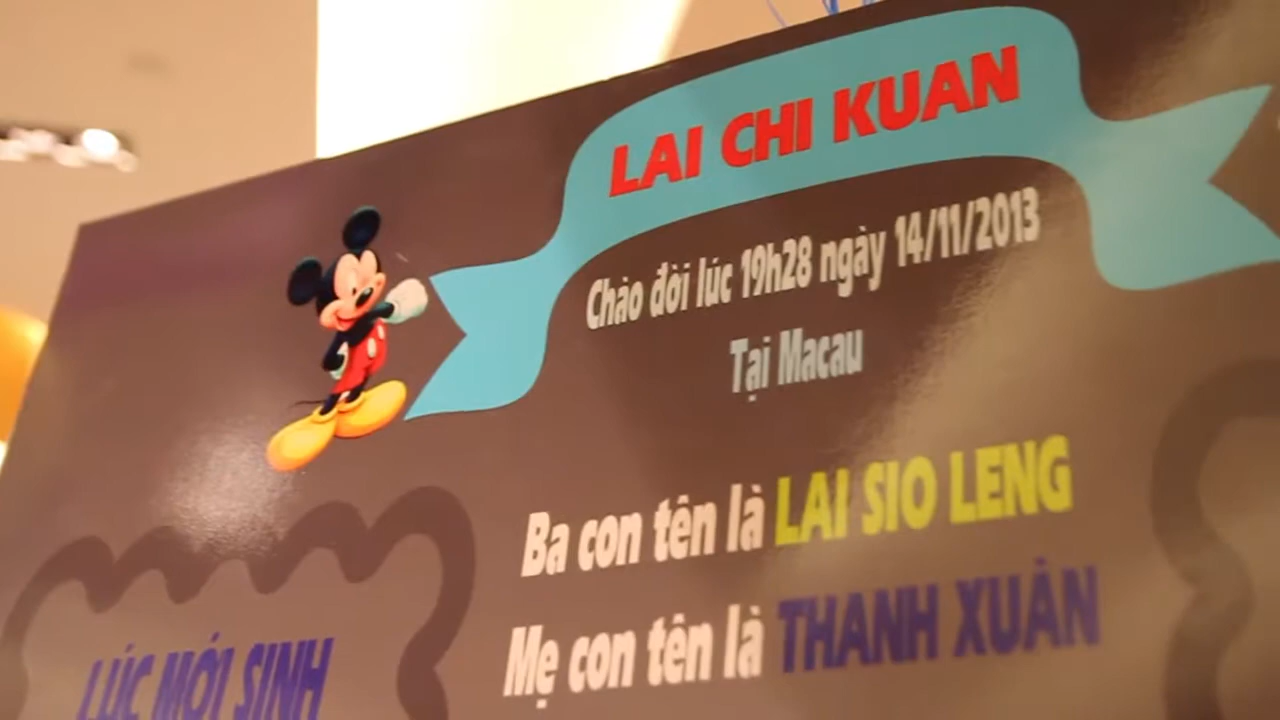 LAI CHI KUAN
Chào đời lúc 19h28 ngày 14/11/2013
Tại Macau
Ba con tên là LAI SIO LENG
Mẹ con tên là THANH XUÂN
LÚC MỚI SINH